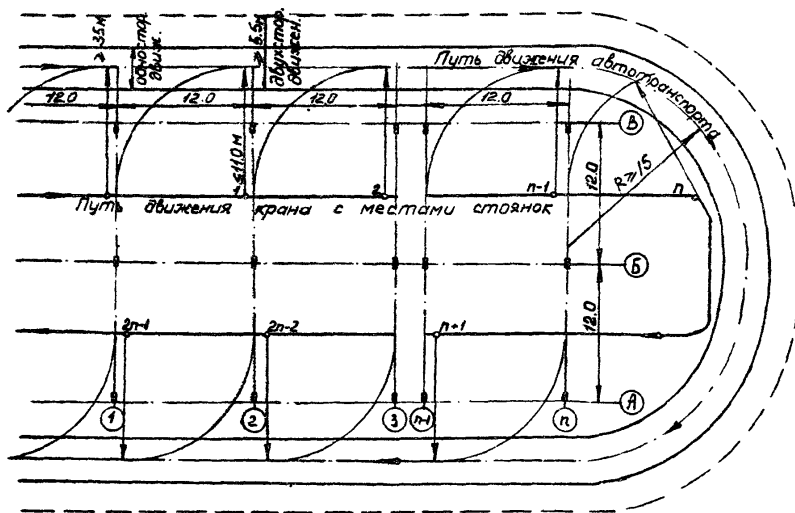 ≥ 3.5м
одностор.
движ.
≥ 6.5м
двухстор.
движен.
Путь движения автотранспорта
12.0
12.0
12.0
12.0
В
≤11.0м
12.0
R≥15
2
n-1
n
Путь движения крана с местами стоянок
Б
12.0
2n-1
2n-2
n+1
А
1
2
3
n-1
n